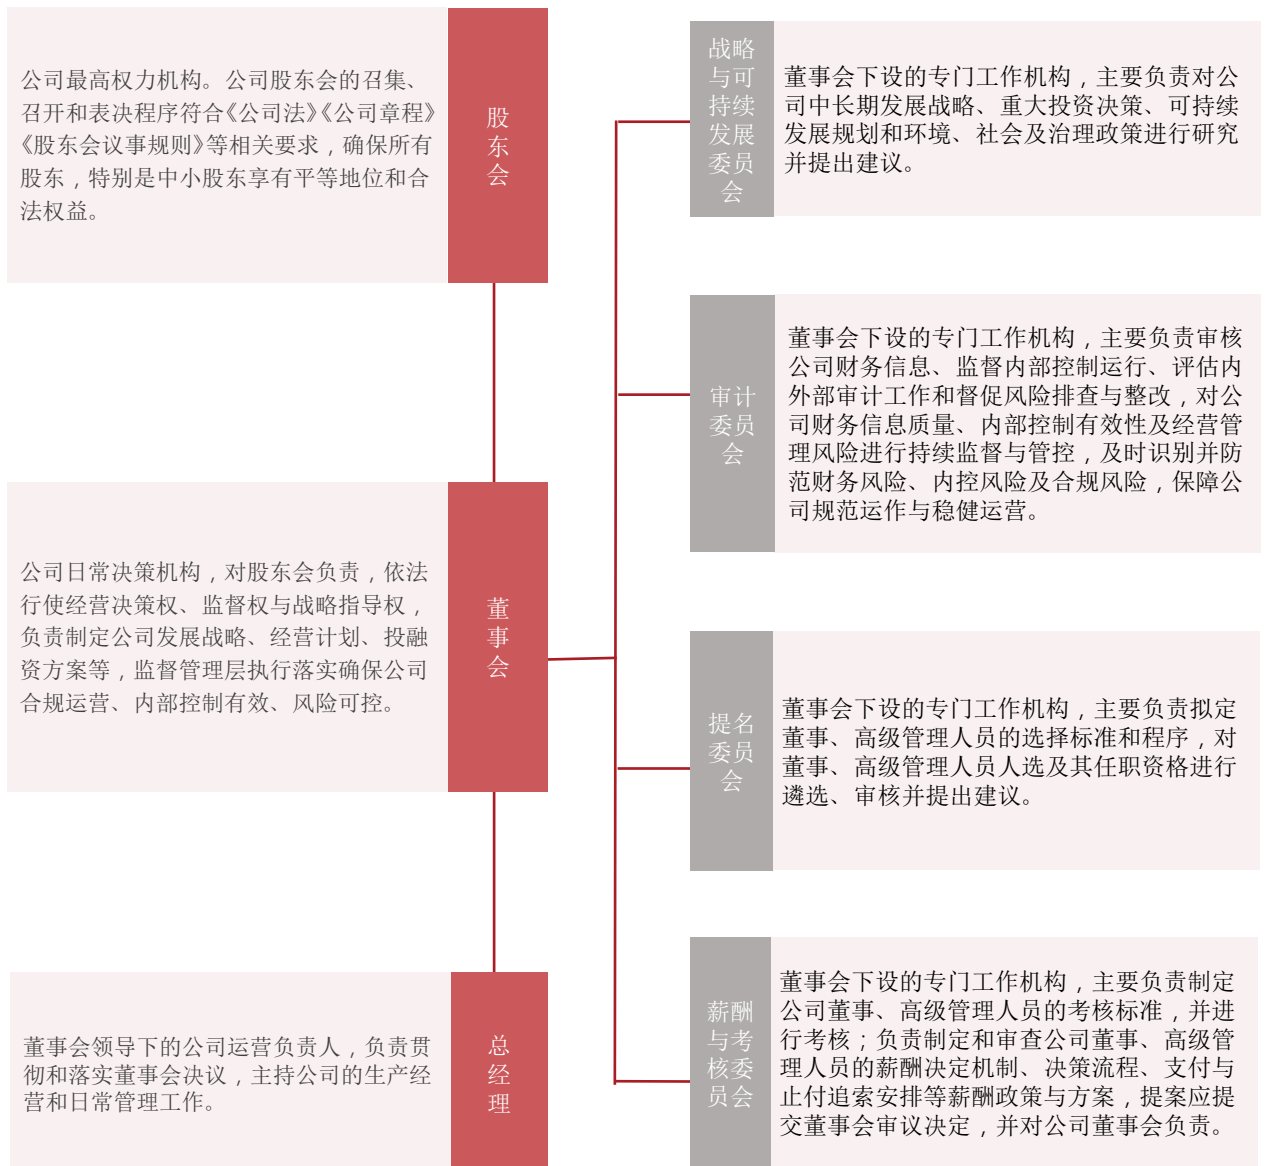 公司最高权力机构。公司股东会的召集、
召开和表决程序符合《公司法》《公司章程》
《股东会议事规则》等相关要求，确保所有
股东，特别是中小股东享有平等地位和合
法权益。
股
东
会
公司日常决策机构，对股东会负责，依法
行使经营决策权、监督权与战略指导权，
负责制定公司发展战略、经营计划、投融
资方案等，监督管理层执行落实确保公司
合规运营、内部控制有效、风险可控。
董
事
会
董事会领导下的公司运营负责人，负责贯
彻和落实董事会决议，主持公司的生产经
营和日常管理工作。
总
经
理
战略
与可
持续
发展
委员
会
董事会下设的专门工作机构，主要负责对公
司中长期发展战略、重大投资决策、可持续
发展规划和环境、社会及治理政策进行研究
并提出建议。
审计
委员
会
董事会下设的专门工作机构，主要负责审核
公司财务信息、监督内部控制运行、评估内
外部审计工作和督促风险排查与整改，对公
司财务信息质量、内部控制有效性及经营管
理风险进行持续监督与管控，及时识别并防
范财务风险、内控风险及合规风险，保障公
司规范运作与稳健运营。
提名
委员
会
董事会下设的专门工作机构，主要负责拟定
董事、高级管理人员的选择标准和程序，对
董事、高级管理人员人选及其任职资格进行
遴选、审核并提出建议。
薪酬
与考
核委
员会
董事会下设的专门工作机构，主要负责制定
公司董事、高级管理人员的考核标准，并进
行考核；负责制定和审查公司董事、高级管
理人员的薪酬决定机制、决策流程、支付与
止付追索安排等薪酬政策与方案，提案应提
交董事会审议决定，并对公司董事会负责。